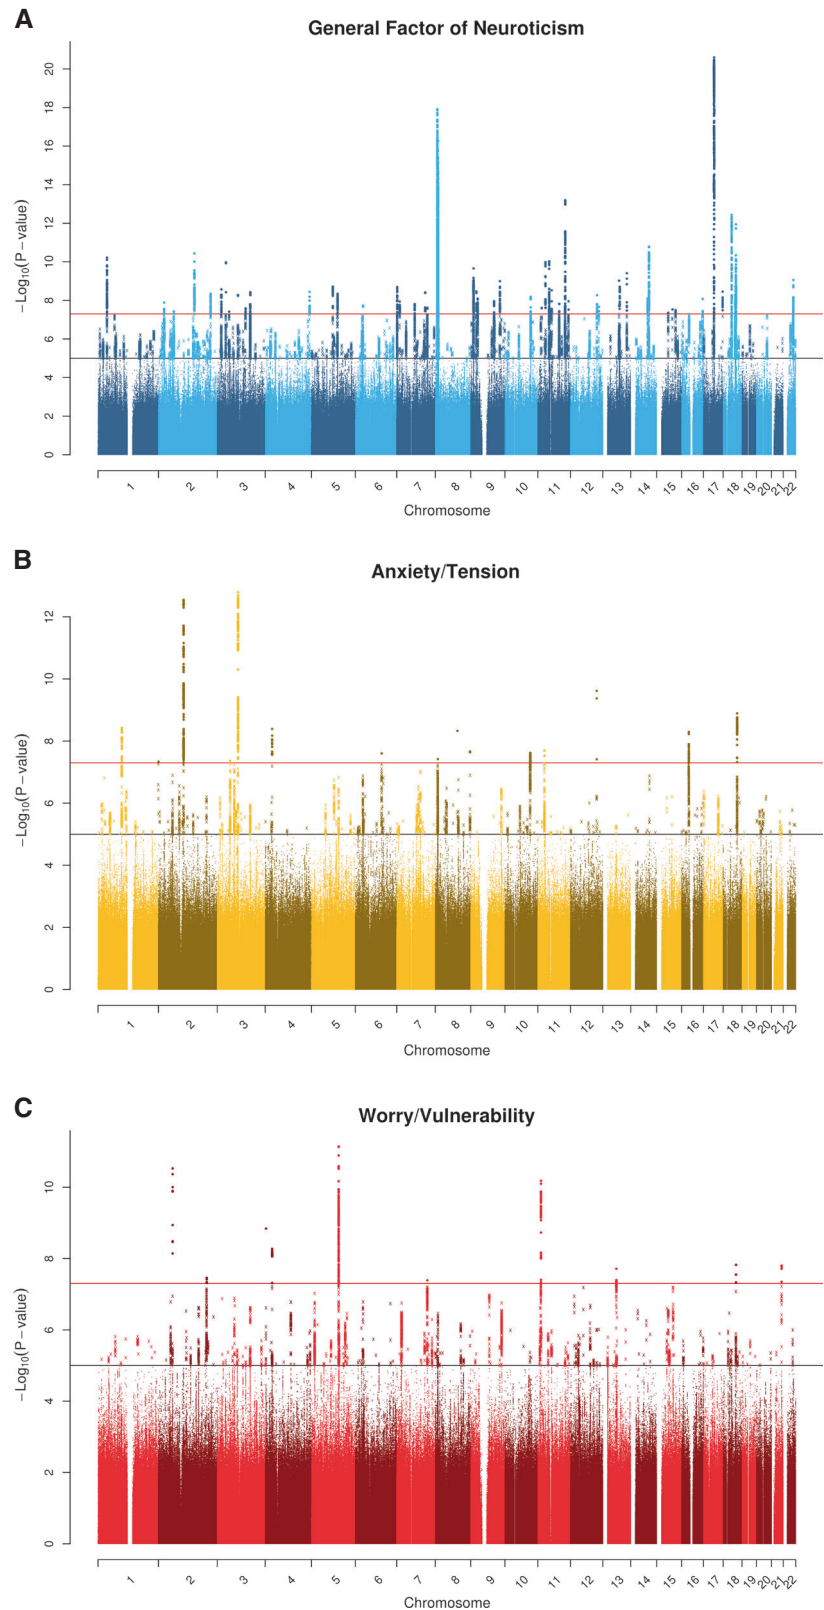 A
General Factor of Neuroticism
− Log10(P − value)
0 2 4 6 8 10 12 14 16 18 20
1 2 3 4 5 6 7 8 9 10 11 12 13 14 15 16 17 18 19 20 21 22
Chromosome
B
Anxiety/Tension
− Log10(P − value)
0 2 4 6 8 10 12
1 2 3 4 5 6 7 8 9 10 11 12 13 14 15 16 17 18 19 20 21 22
Chromosome
C
Worry/Vulnerability
− Log10(P − value)
0 2 4 6 8 10
1 2 3 4 5 6 7 8 9 10 11 12 13 14 15 16 17 18 19 20 21 22
Chromosome